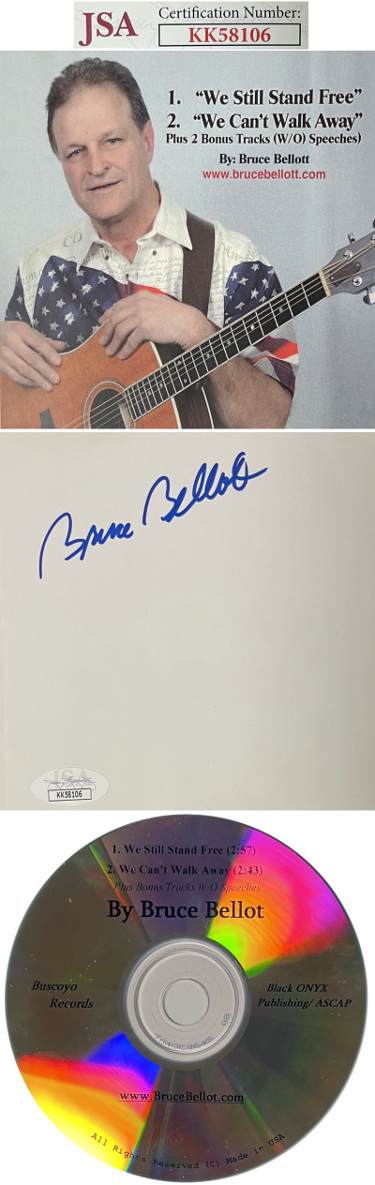 JSA
Certification Number:
KK58106
1. “We Still Stand Free”
2. “We Can't Walk Away”
Plus 2 Bonus Tracks (W/O) Speeches)
By: Bruce Bellott
www.brucebellott.com
Bruce Bellott
JSA
KK58106
1. We Still Stand Free (2:57)
2. We Can't Walk Away (2:43)
Plus Bonus Tracks W O Speeches
By Bruce Bellot
Buscoyo
Records
Black ONYX
Publishing/ ASCAP
www.BruceBellot.com
All Rights Reserved (C) Made in USA